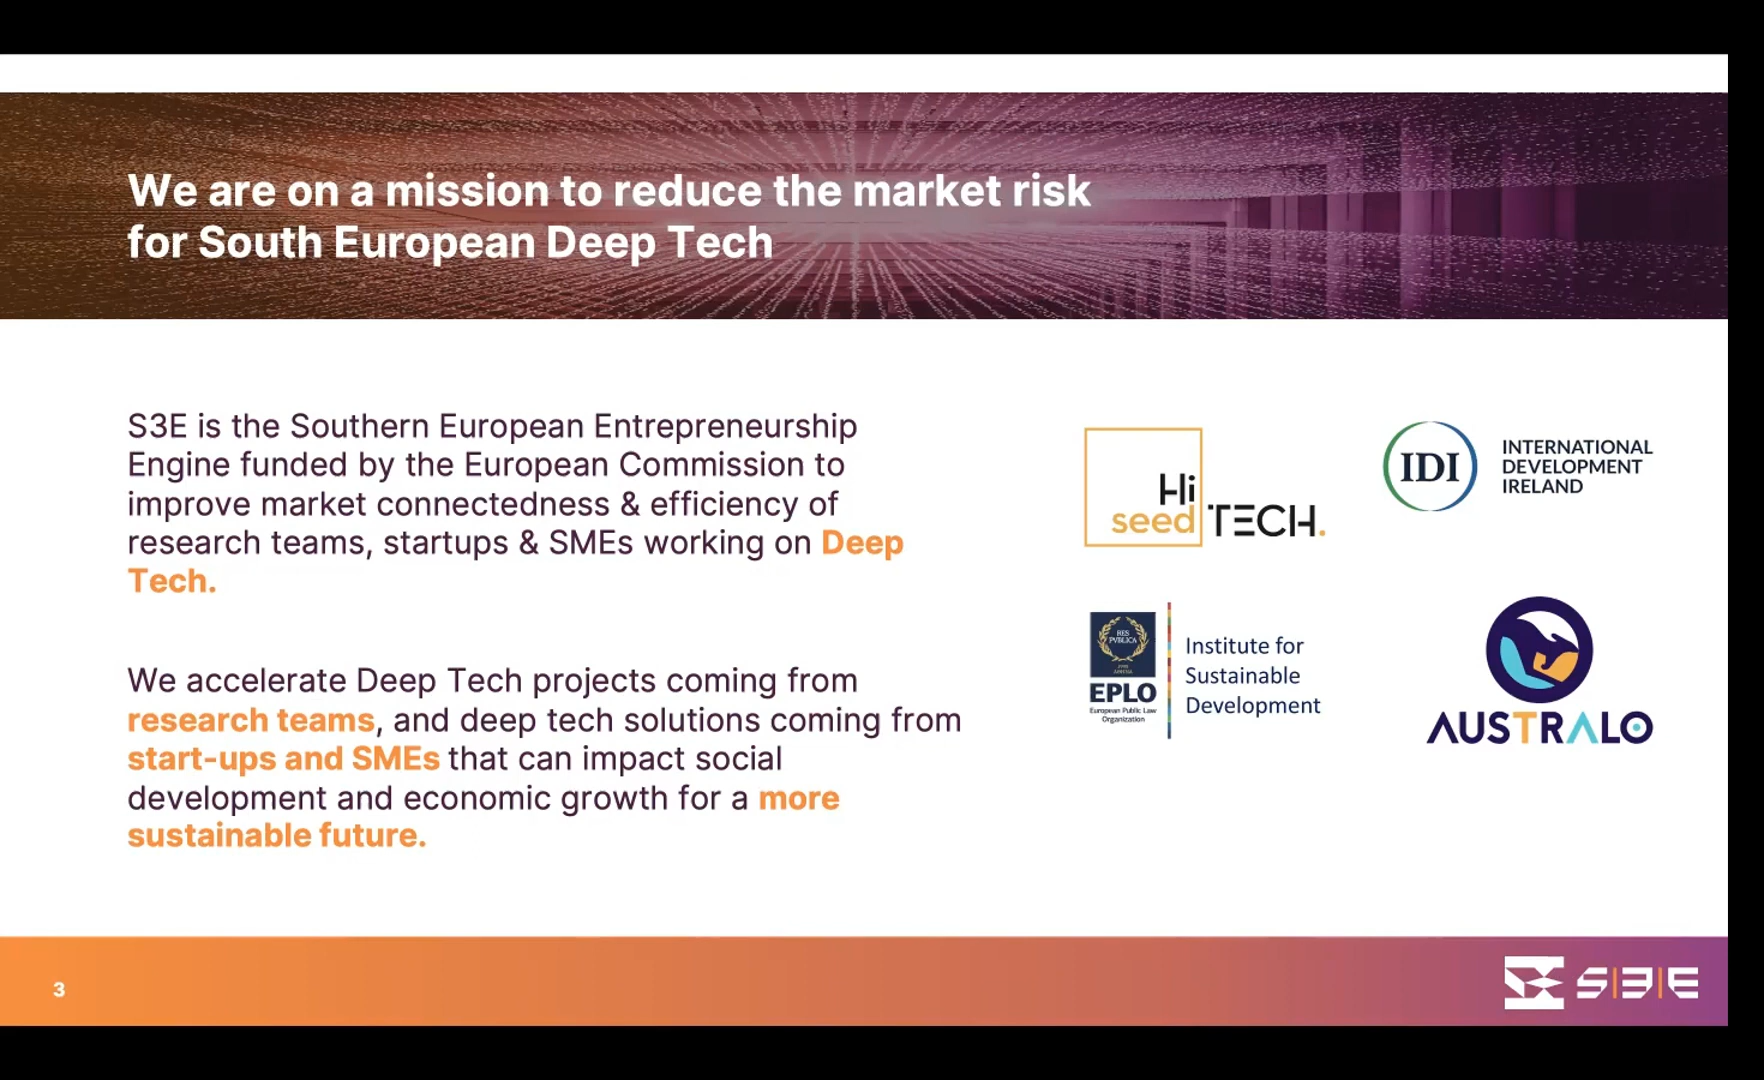 We are on a mission to reduce the market risk
for South European Deep Tech
S3E is the Southern European Entrepreneurship
Engine funded by the European Commission to
improve market connectedness & efficiency of
research teams, startups & SMEs working on Deep
Tech.
We accelerate Deep Tech projects coming from
research teams, and deep tech solutions coming from
start-ups and SMEs that can impact social
development and economic growth for a more
sustainable future.
Hi
seed TECH.
IDI
INTERNATIONAL
DEVELOPMENT
IRELAND
RES
PVBLICA
EPLO
European Public Law
Organization
Institute for
Sustainable
Development
AUSTRALO
3
S3E